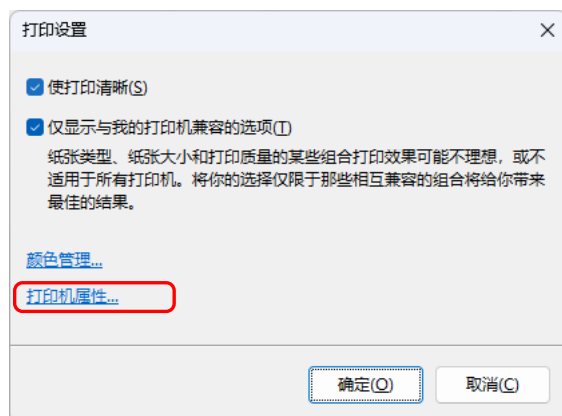 打印设置
使打印清晰(S)
仅显示与我的打印机兼容的选项(T)
纸张类型、纸张大小和打印质量的某些组合打印效果可能不理想，或不
适用于所有打印机。将你的选择仅限于那些相互兼容的组合将给你带来
最佳的结果。
颜色管理...
打印机属性...
确定(O)
取消(C)